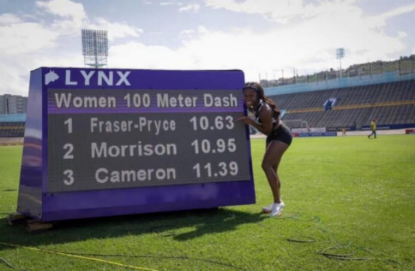 LYNX
Women 100 Meter Dash
1 Fraser-Pryce 10.63
2 Morrison 10.95
3 Cameron 11.39